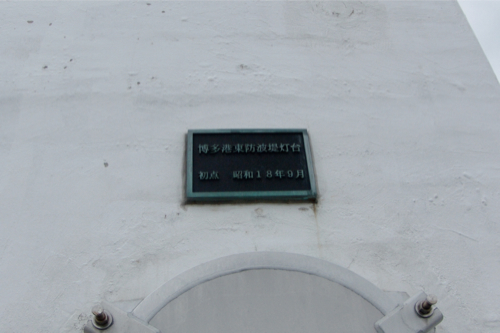 博多港東防波堤灯台
初点　昭和18年9月